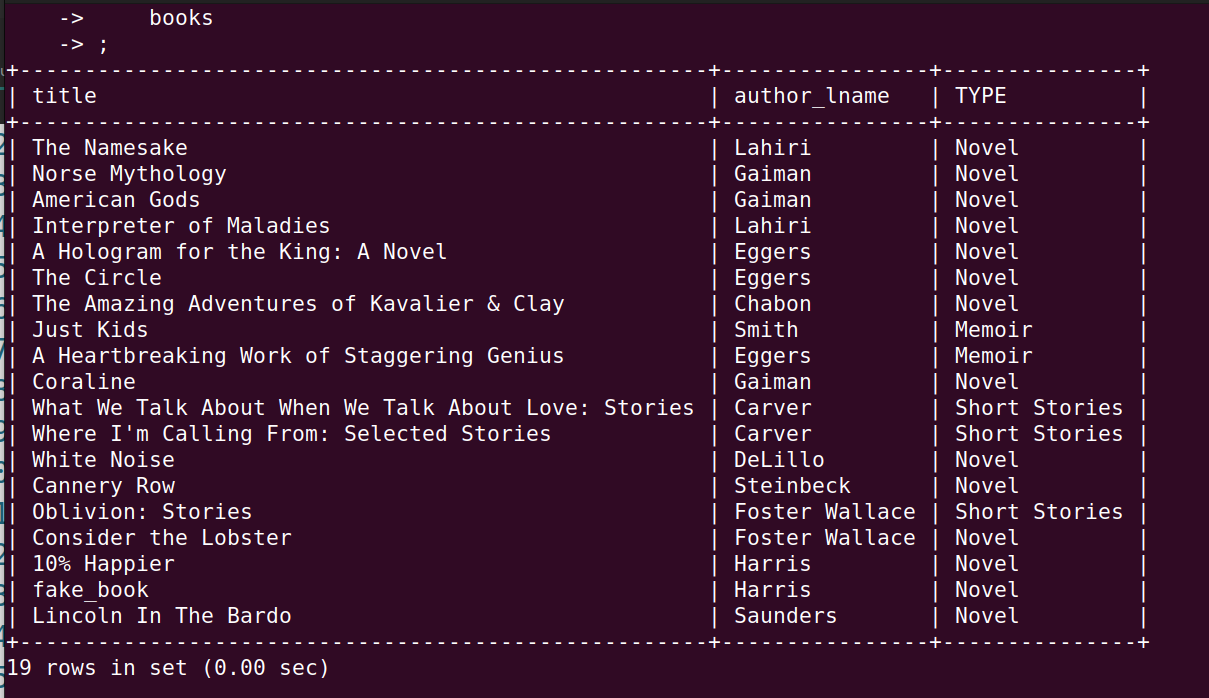 ->     books
    -> ;
+-----------------------------------------------------+----------------+---------------+
| title                                               | author_lname   | TYPE          |
+-----------------------------------------------------+----------------+---------------+
| The Namesake                                        | Lahiri         | Novel         |
| Norse Mythology                                     | Gaiman         | Novel         |
| American Gods                                       | Gaiman         | Novel         |
| Interpreter of Maladies                             | Lahiri         | Novel         |
| A Hologram for the King: A Novel                    | Eggers         | Novel         |
| The Circle                                          | Eggers         | Novel         |
| The Amazing Adventures of Kavalier & Clay           | Chabon         | Novel         |
| Just Kids                                           | Smith          | Memoir        |
| A Heartbreaking Work of Staggering Genius           | Eggers         | Memoir        |
| Coraline                                            | Gaiman         | Novel         |
| What We Talk About When We Talk About Love: Stories | Carver         | Short Stories |
| Where I'm Calling From: Selected Stories            | Carver         | Short Stories |
| White Noise                                         | DeLillo        | Novel         |
| Cannery Row                                         | Steinbeck      | Novel         |
| Oblivion: Stories                                   | Foster Wallace | Short Stories |
| Consider the Lobster                                | Foster Wallace | Novel         |
| 10% Happier                                         | Harris         | Novel         |
| fake_book                                           | Harris         | Novel         |
| Lincoln In The Bardo                                | Saunders       | Novel         |
+-----------------------------------------------------+----------------+---------------+
19 rows in set (0.00 sec)